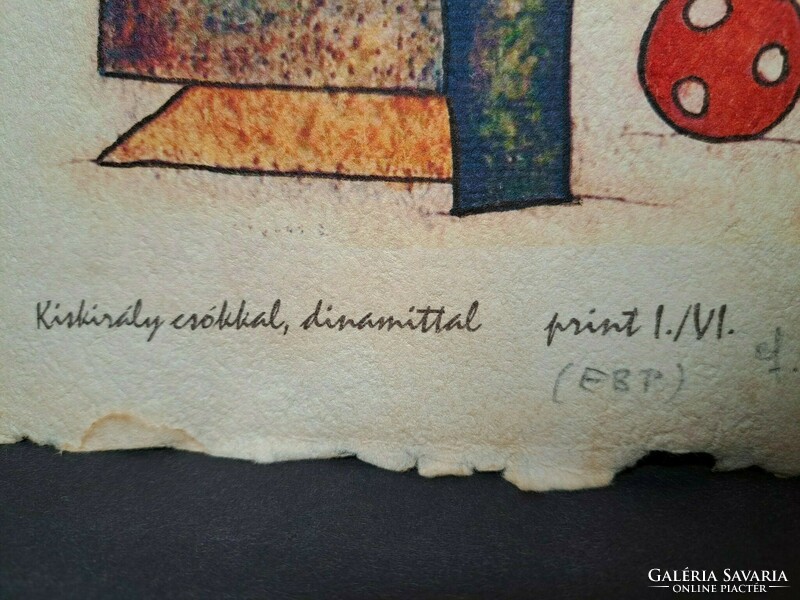 Kiskirály csókkal, dinamittal print I./VI.
(EBP.)
GALÉRIA SAVARIA
ONLINE PIACTÉR